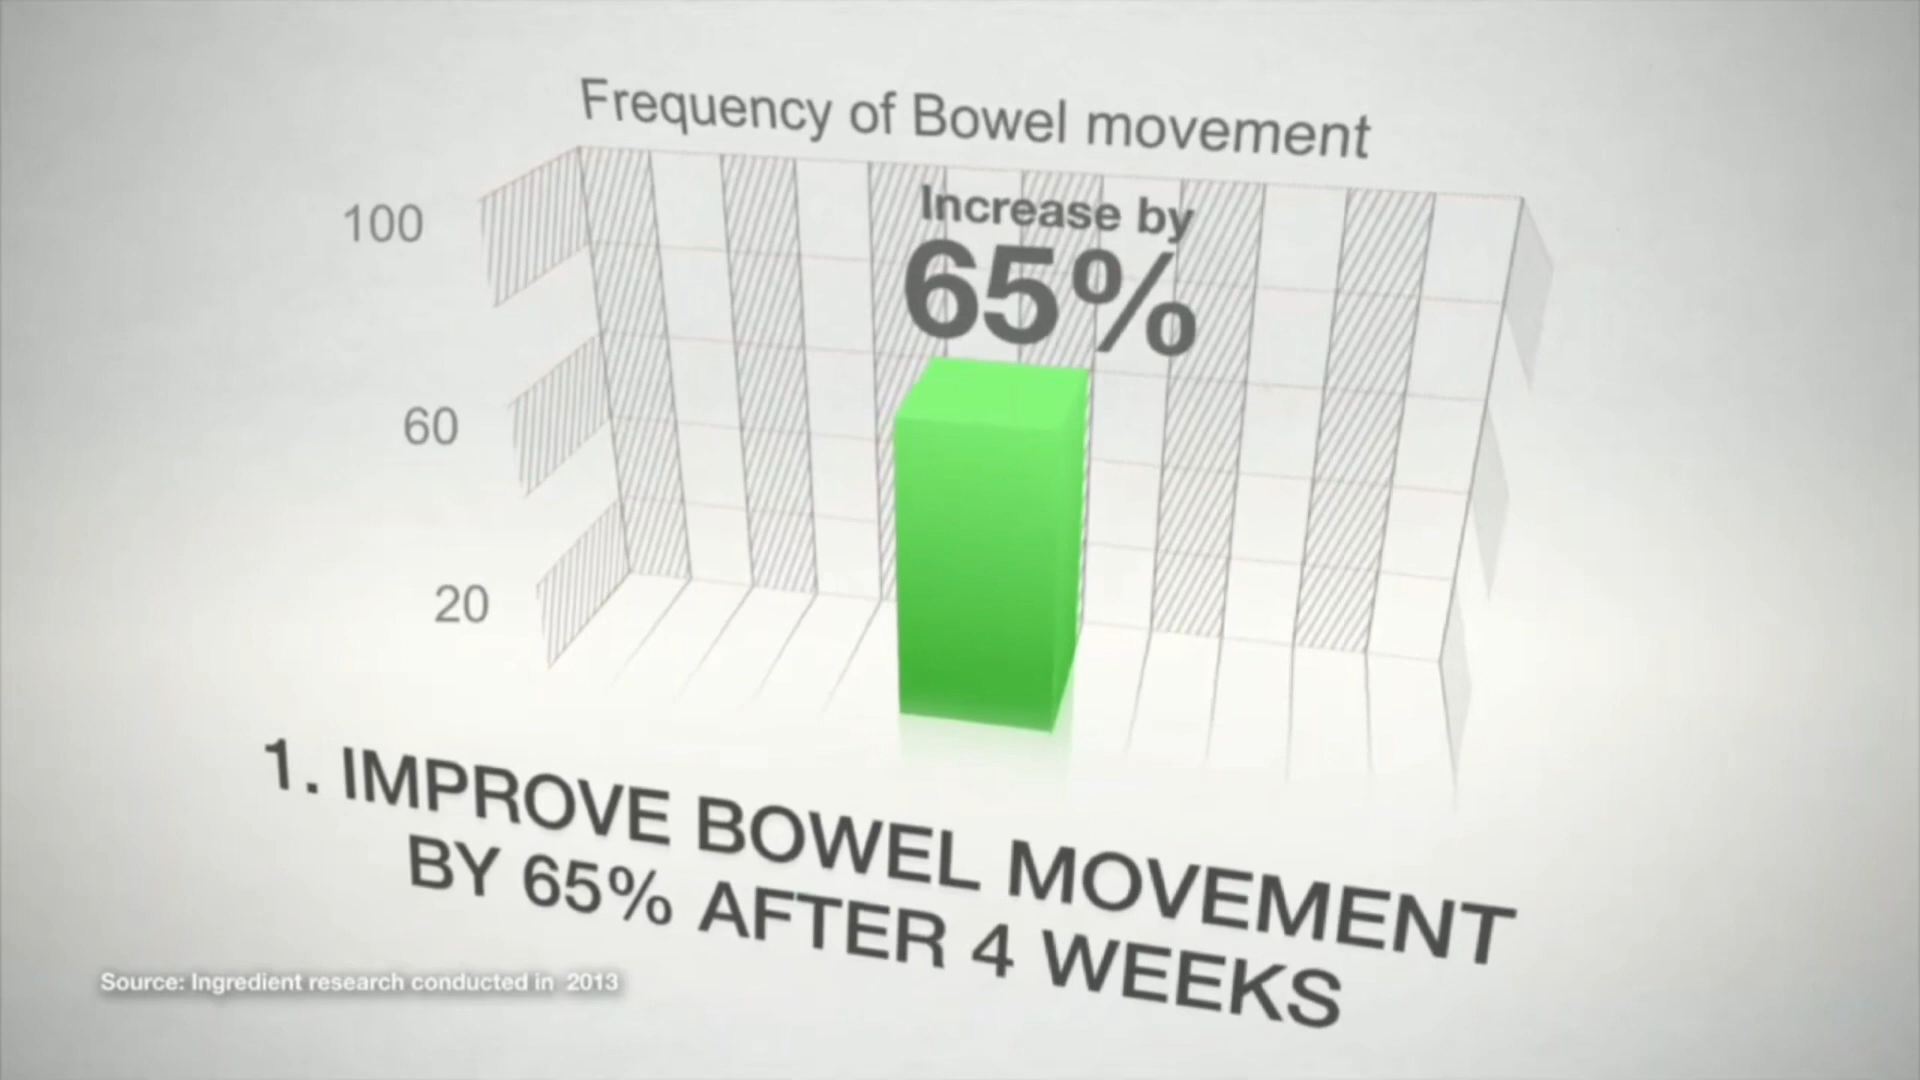 Frequency of Bowel movement
Increase by
65%
100
60
20
1. IMPROVE BOWEL MOVEMENT
BY 65% AFTER 4 WEEKS
Source: Ingredient research conducted in 2013